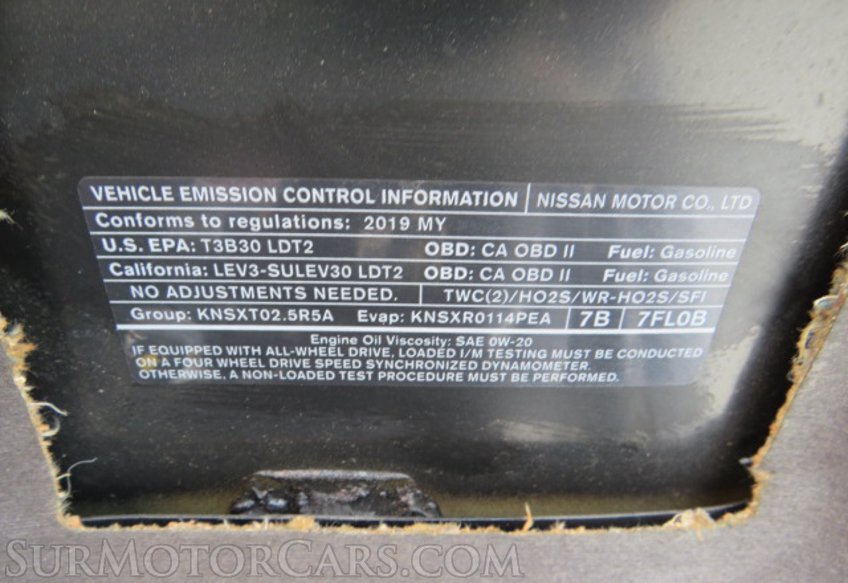 VEHICLE EMISSION CONTROL INFORMATION NISSAN MOTOR CO., LTD
Conforms to regulations: 2019 MY
U.S. EPA: T3B30 LDT2 OBD: CA OBD II Fuel: Gasoline
California: LEV3-SULEV30 LDT2 OBD: CA OBD II Fuel: Gasoline
NO ADJUSTMENTS NEEDED. TWC(2)/HO2S/WR-HO2S/SFI
Group: KNSXT02.5R5A Evap: KNSXR0114PEA 7B 7FL0B
Engine Oil Viscosity: SAE 0W-20
IF EQUIPPED WITH ALL-WHEEL DRIVE, LOADED I/M TESTING MUST BE CONDUCTED
ON A FOUR WHEEL DRIVE SPEED SYNCHRONIZED DYNAMOMETER.
OTHERWISE, A NON-LOADED TEST PROCEDURE MUST BE PERFORMED.
SURMOTORCARS.COM